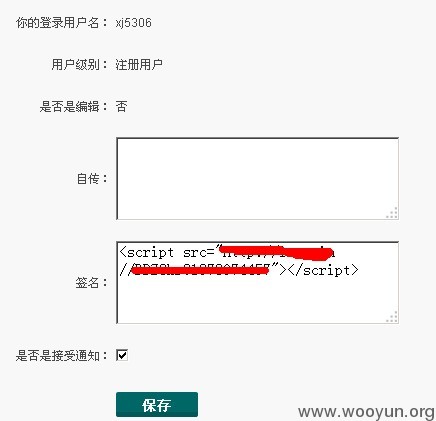 你的登录用户名： xj5306
用户级别： 注册用户
是否是编辑： 否
自传：
<script src="
签名：
//"></script>
是否是接受通知：
保存
www.wooyun.org